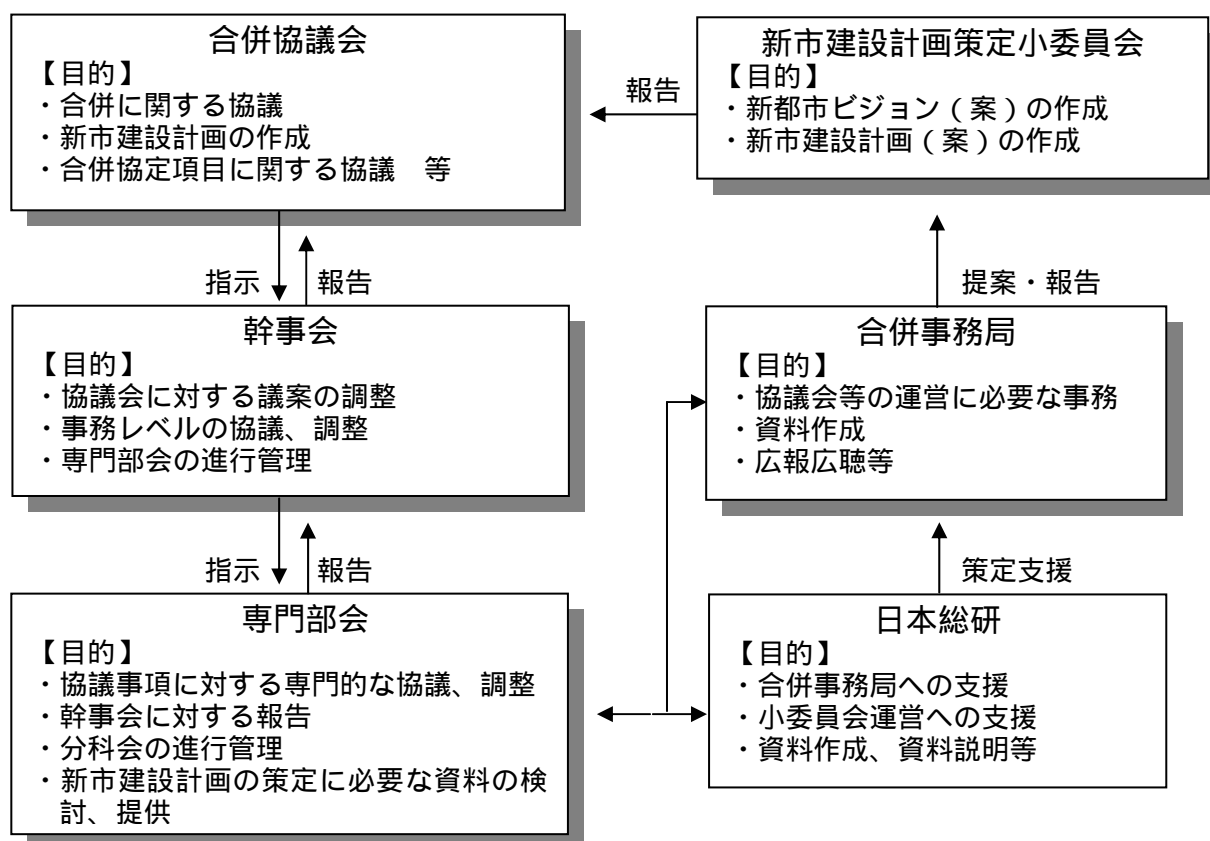 合併協議会
【目的】
・合併に関する協議
・新市建設計画の作成
・合併協定項目に関する協議　等
報告
新市建設計画策定小委員会
【目的】
・新都市ビジョン（案）の作成
・新市建設計画（案）の作成
指示
報告
提案・報告
幹事会
【目的】
・協議会に対する議案の調整
・事務レベルの協議、調整
・専門部会の進行管理
合併事務局
【目的】
・協議会等の運営に必要な事務
・資料作成
・広報広聴等
指示
報告
策定支援
専門部会
【目的】
・協議事項に対する専門的な協議、調整
・幹事会に対する報告
・分科会の進行管理
・新市建設計画の策定に必要な資料の検
討、提供
日本総研
【目的】
・合併事務局への支援
・小委員会運営への支援
・資料作成、資料説明等